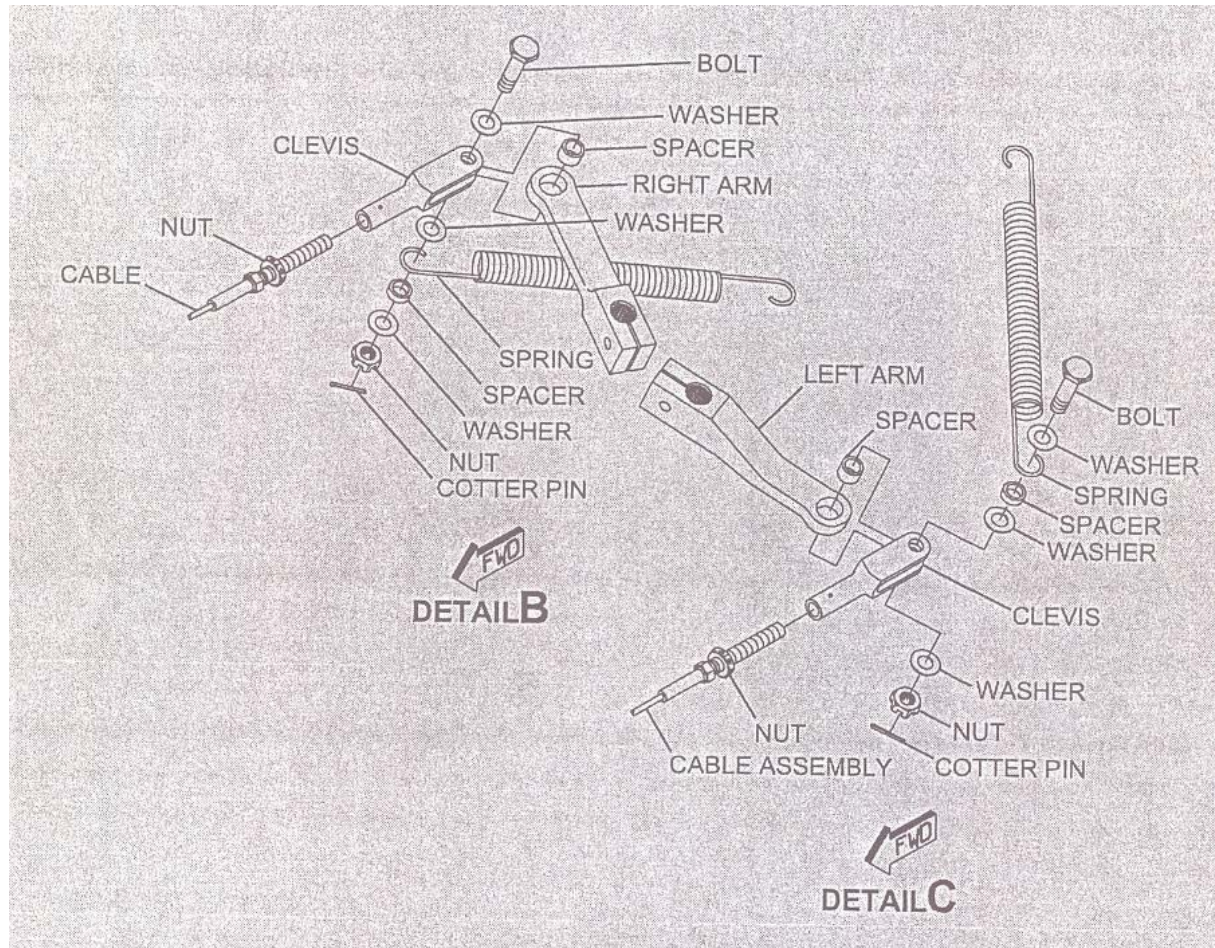 BOLT
WASHER
CLEVIS
SPACER
RIGHT ARM
NUT
WASHER
CABLE
SPRING
SPACER
WASHER
NUT
COTTER PIN
FWD
DETAIL B
LEFT ARM
SPACER
BOLT
WASHER
SPRING
SPACER
WASHER
CLEVIS
WASHER
NUT
NUT
CABLE ASSEMBLY
COTTER PIN
FWD
DETAIL C